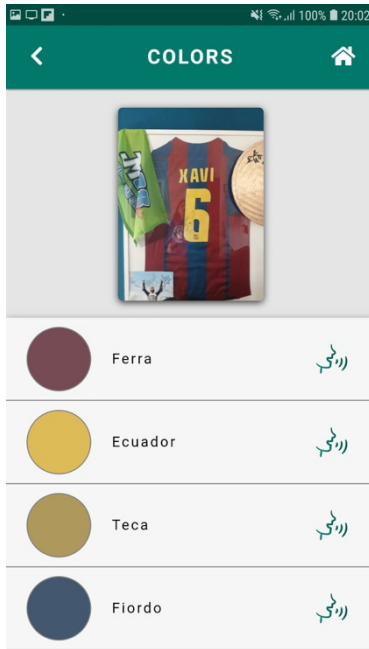 100% 20:02
COLORS
XAVI
6
Ferra
Ecuador
Teca
Fiordo